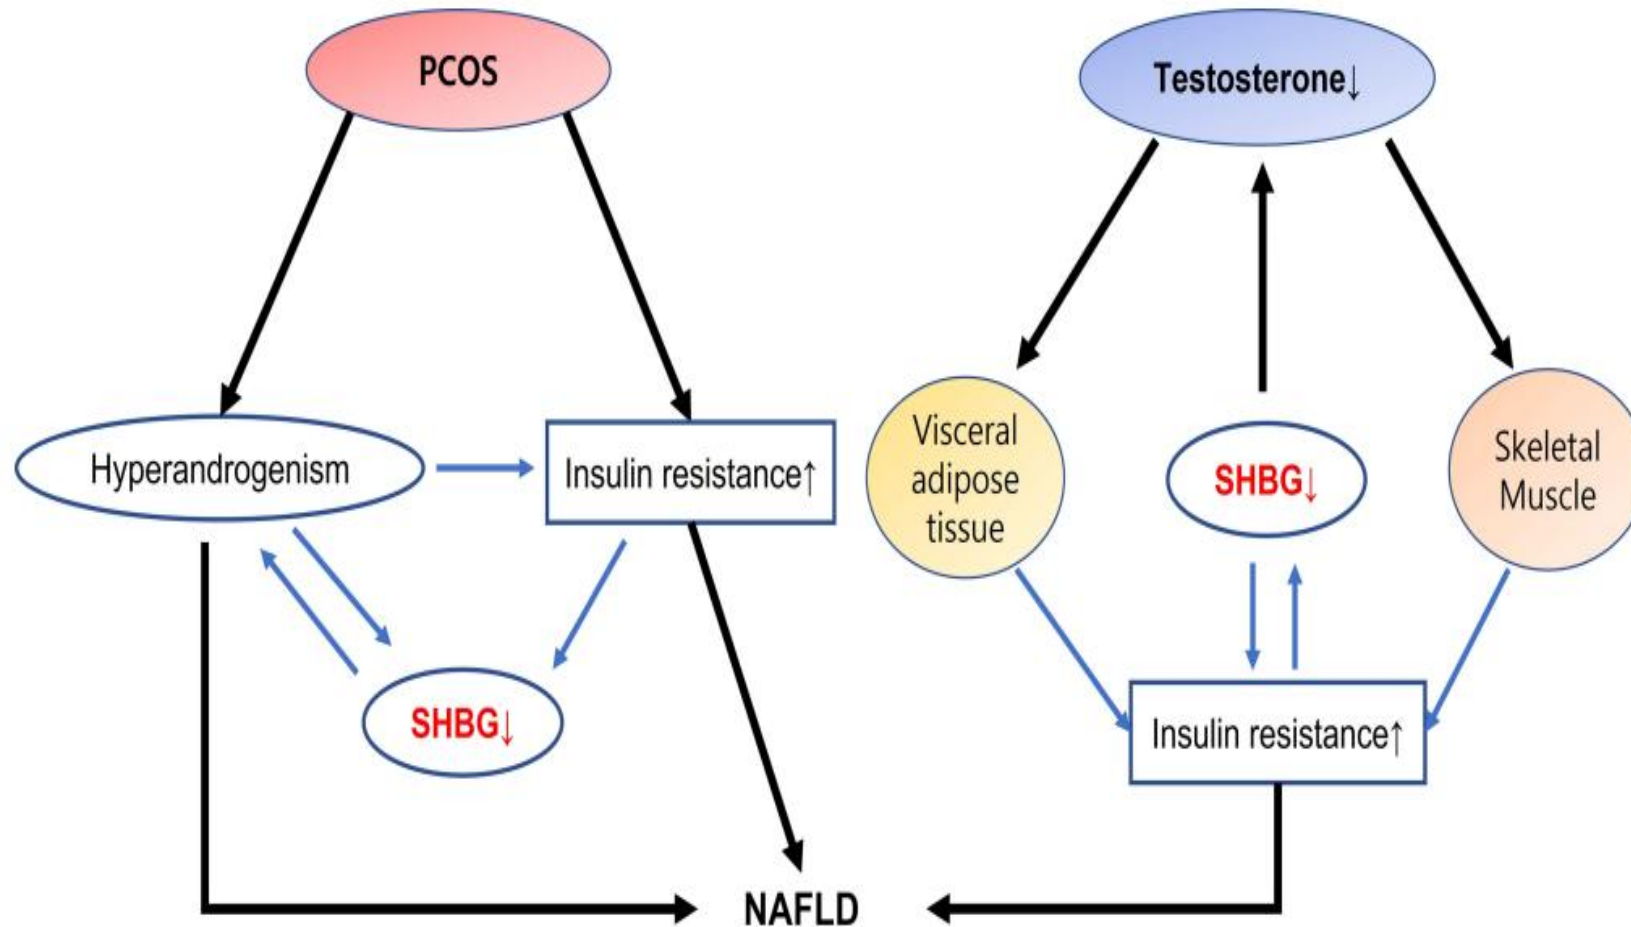 PCOS
Testosterone↓
Hyperandrogenism
Insulin resistance↑
Visceral
adipose
tissue
SHBG↓
Skeletal
Muscle
SHBG↓
Insulin resistance↑
NAFLD